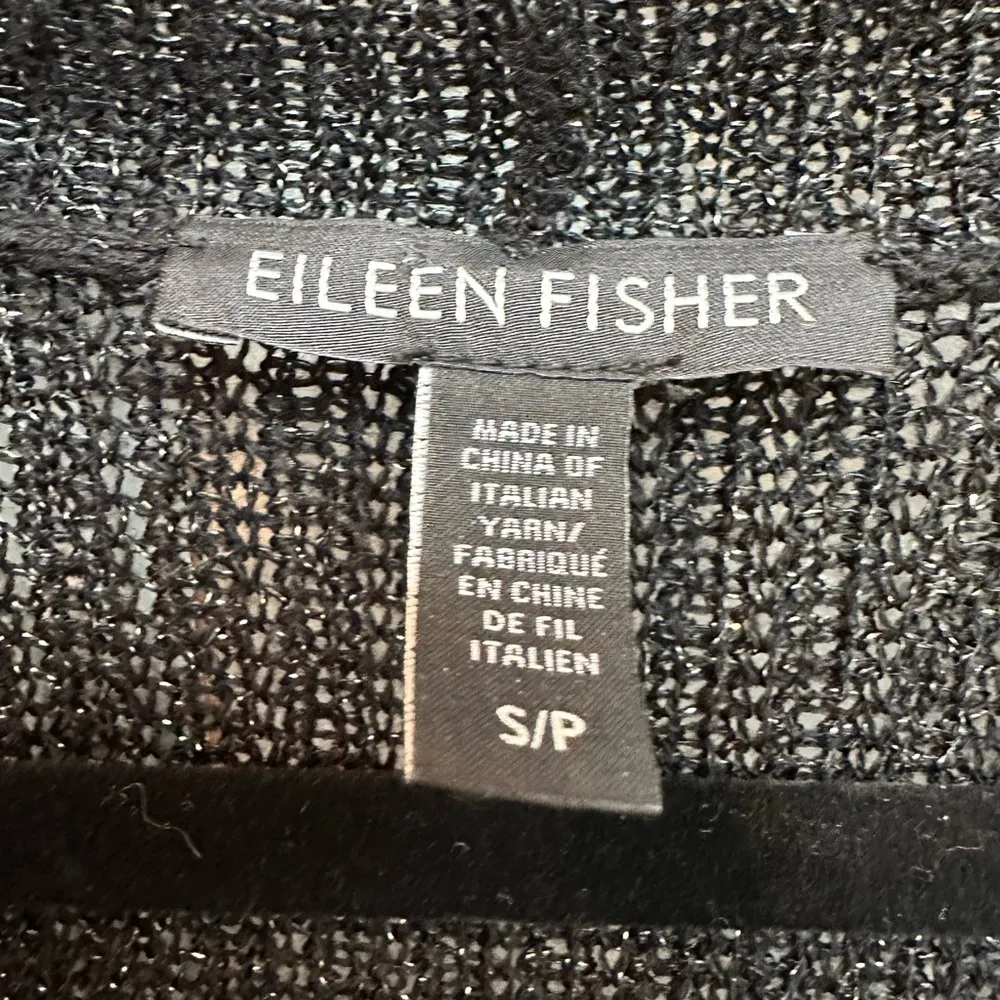 EILEEN FISHER
MADE IN
CHINA OF
ITALIAN
YARN/
FABRIQUÉ
EN CHINE
DE FIL
ITALIEN
S/P